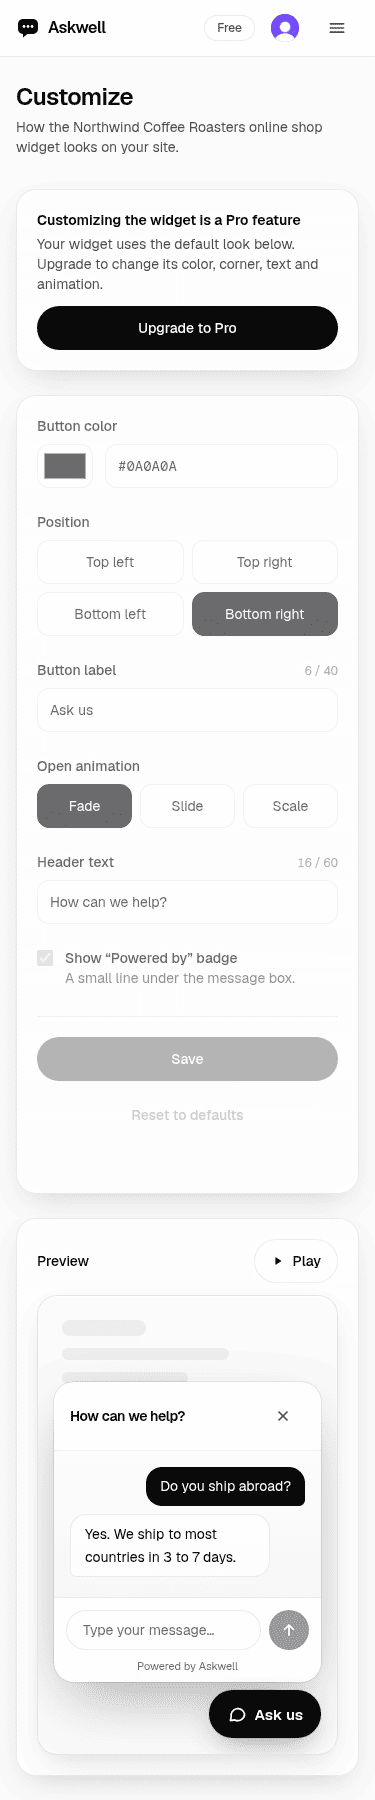 Askwell
Free
Customize
How the Northwind Coffee Roasters online shop
widget looks on your site.
Customizing the widget is a Pro feature
Your widget uses the default look below.
Upgrade to change its color, corner, text and
animation.
Upgrade to Pro
Button color
#0A0A0A
Position
Top left
Top right
Bottom left
Bottom right
Button label
6 / 40
Ask us
Open animation
Fade
Slide
Scale
Header text
16 / 60
How can we help?
Show “Powered by” badge
A small line under the message box.
Save
Reset to defaults
Preview
Play
How can we help?
Do you ship abroad?
Yes. We ship to most
countries in 3 to 7 days.
Type your message...
Powered by Askwell
Ask us